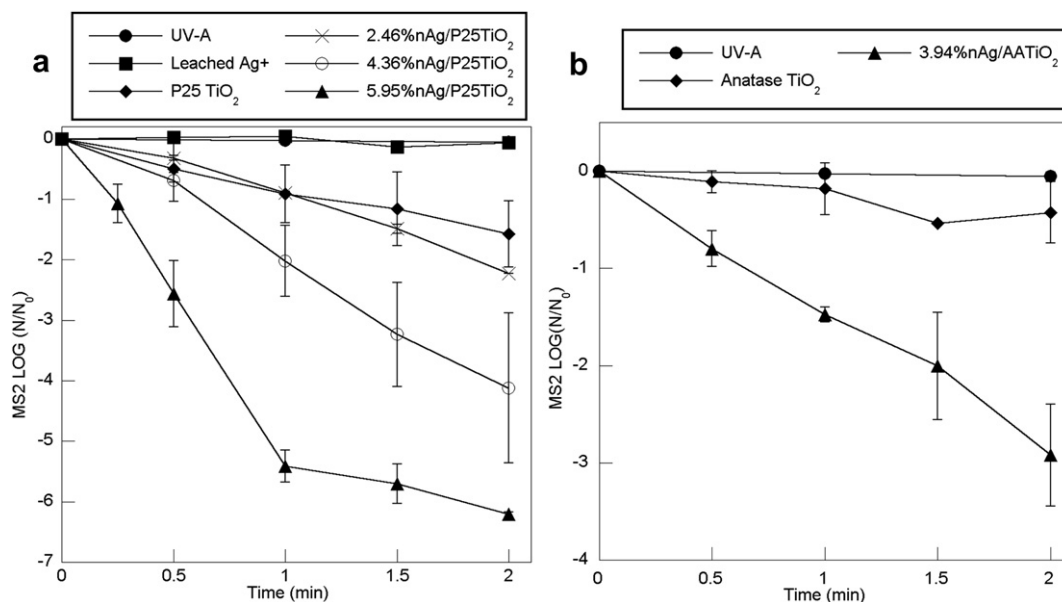 a
UV-A
Leached Ag+
P25 TiO₂
2.46%nAg/P25TiO₂
4.36%nAg/P25TiO₂
5.95%nAg/P25TiO₂
MS2 LOG (N/N₀)
0
-1
-2
-3
-4
-5
-6
-7
0
0.5
1
1.5
2
Time (min)
b
UV-A
Anatase TiO₂
3.94%nAg/AATiO₂
MS2 LOG(N/N₀)
0
-1
-2
-3
-4
0
0.5
1
1.5
2
Time (min)